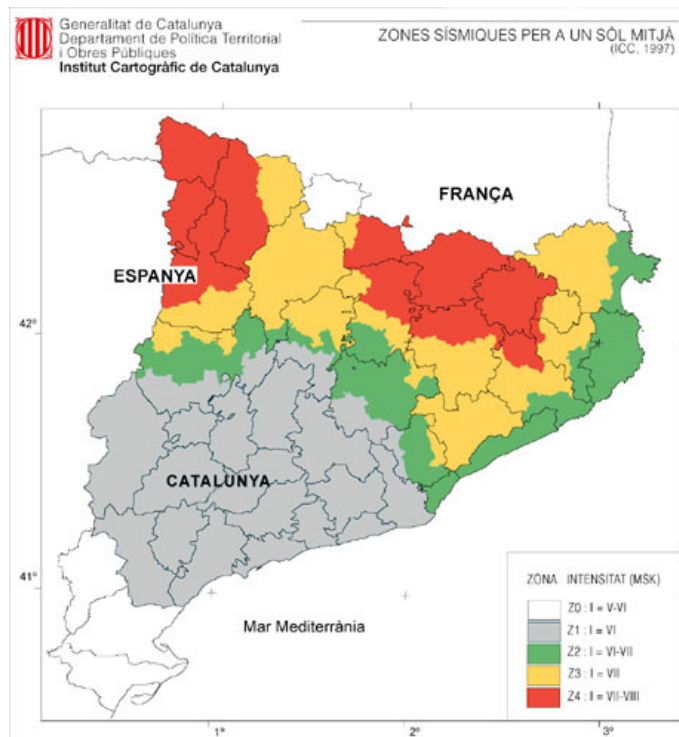 Generalitat de Catalunya
Departament de Política Territorial
i Obres Públiques
Institut Cartogràfic de Catalunya
ZONES SÍSMIQUES PER A UN SÒL MITJÀ
(ICC, 1997)
FRANÇA
ESPANYA
42°
CATALUNYA
41°
Mar Mediterrània
ZONA INTENSITAT (MSK)
Z0 : I = V-VI
Z1 : I = VI
Z2 : I = VI-VII
Z3 : I = VII
Z4 : I = VII-VIII
1° 2° 3°